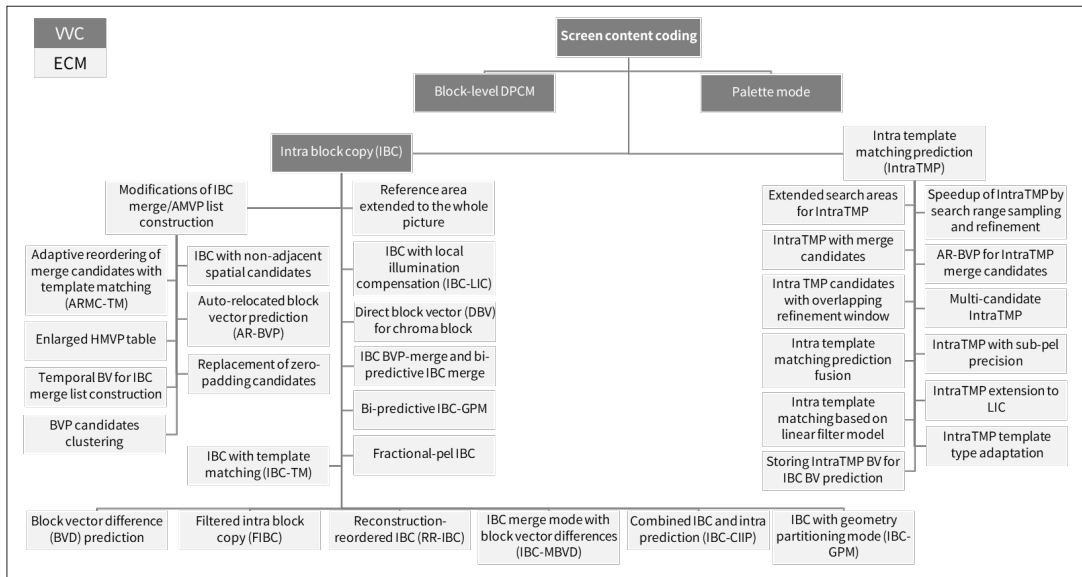 VVC
ECM
Screen content coding
Block-level DPCM
Palette mode
Intra block copy (IBC)
Intra template
matching prediction
(IntraTMP)
Modifications of IBC
merge/AMVP list
construction
Adaptive reordering of
merge candidates with
template matching
(ARMC-TM)
Enlarged HMVP table
Temporal BV for IBC
merge list construction
BVP candidates
clustering
IBC with non-adjacent
spatial candidates
Auto-relocated block
vector prediction
(AR-BVP)
Replacement of zero-
padding candidates
IBC with template
matching (IBC-TM)
Reference area
extended to the whole
picture
IBC with local
illumination
compensation (IBC-LIC)
Direct block vector (DBV)
for chroma block
IBC BVP-merge and bi-
predictive IBC merge
Bi-predictive IBC-GPM
Fractional-pel IBC
Extended search areas
for IntraTMP
IntraTMP with merge
candidates
Intra TMP candidates
with overlapping
refinement window
Intra template
matching prediction
fusion
Intra template
matching based on
linear filter model
Storing IntraTMP BV for
IBC BV prediction
Speedup of IntraTMP by
search range sampling
and refinement
AR-BVP for IntraTMP
merge candidates
Multi-candidate
IntraTMP
IntraTMP with sub-pel
precision
IntraTMP extension to
LIC
IntraTMP template
type adaptation
Block vector difference
(BVD) prediction
Filtered intra block
copy (FIBC)
Reconstruction-
reordered IBC (RR-IBC)
IBC merge mode with
block vector differences
(IBC-MBVD)
Combined IBC and intra
prediction (IBC-CIIP)
IBC with geometry
partitioning mode (IBC-
GPM)